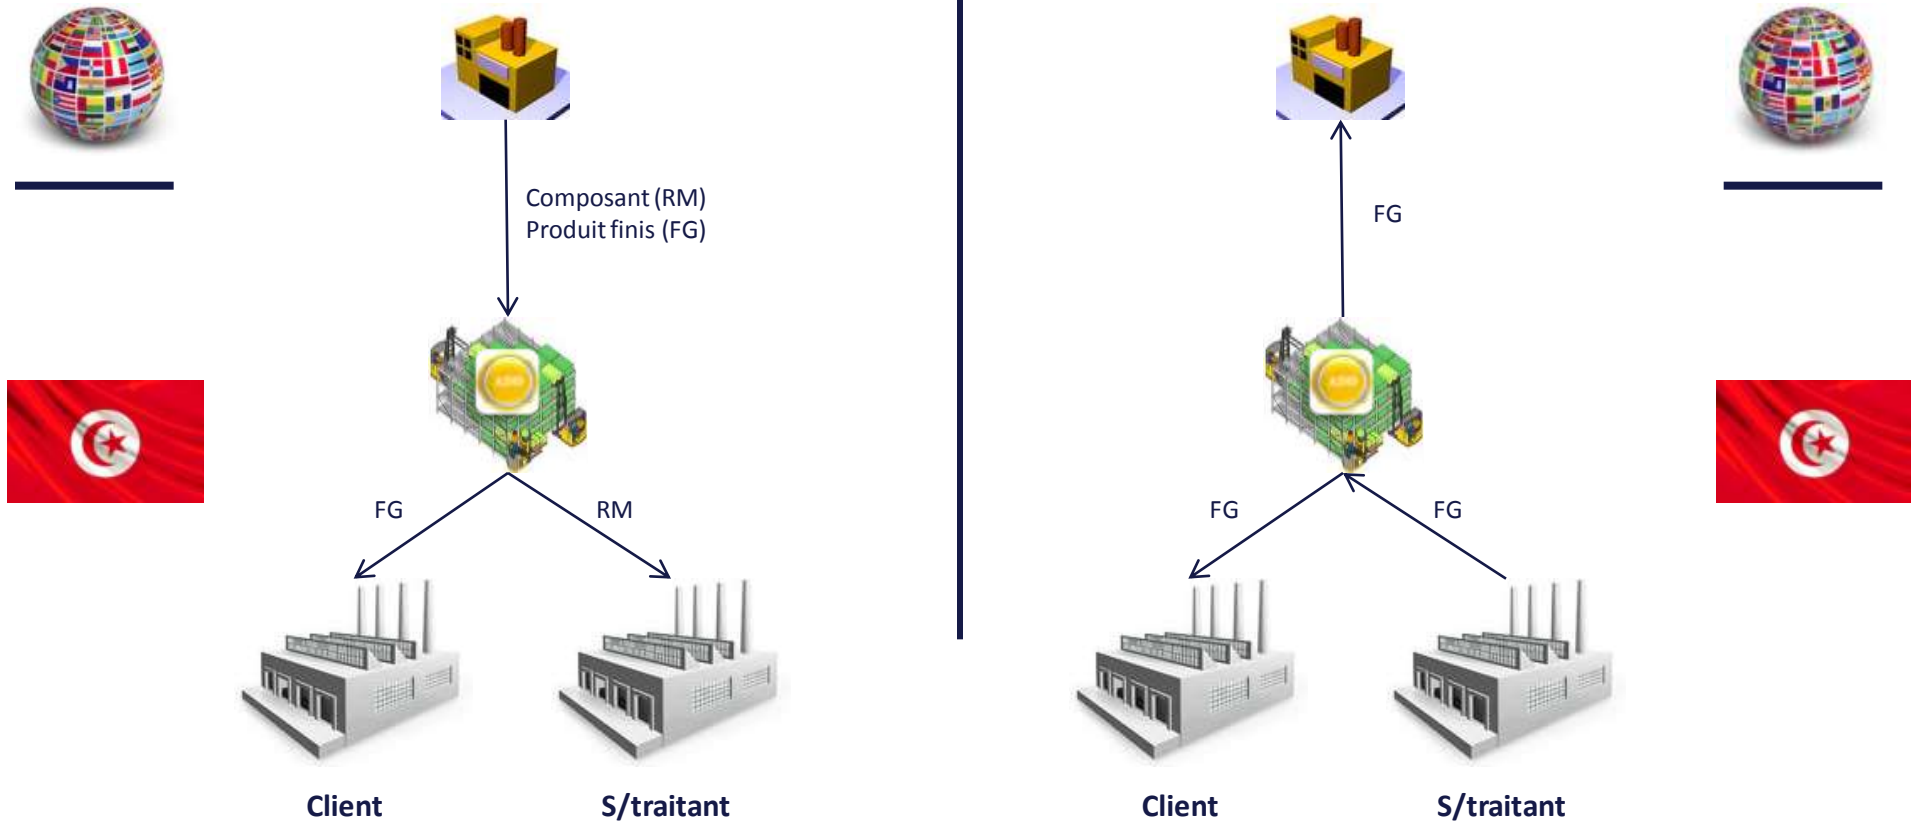 Composant (RM)
Produit finis (FG)
FG
RM
Client
S/traitant
FG
FG
FG
Client
S/traitant